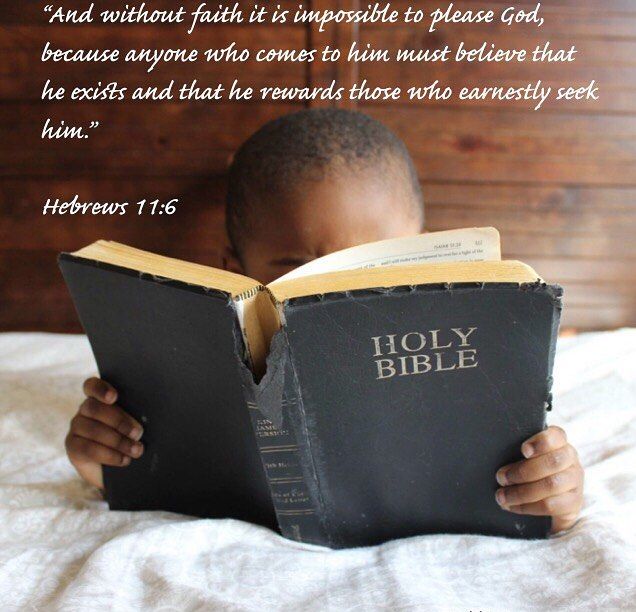 “And without faith it is impossible to please God,
because anyone who comes to him must believe that
he exists and that he rewards those who earnestly seek
him.”
Hebrews 11:6
HOLY
BIBLE